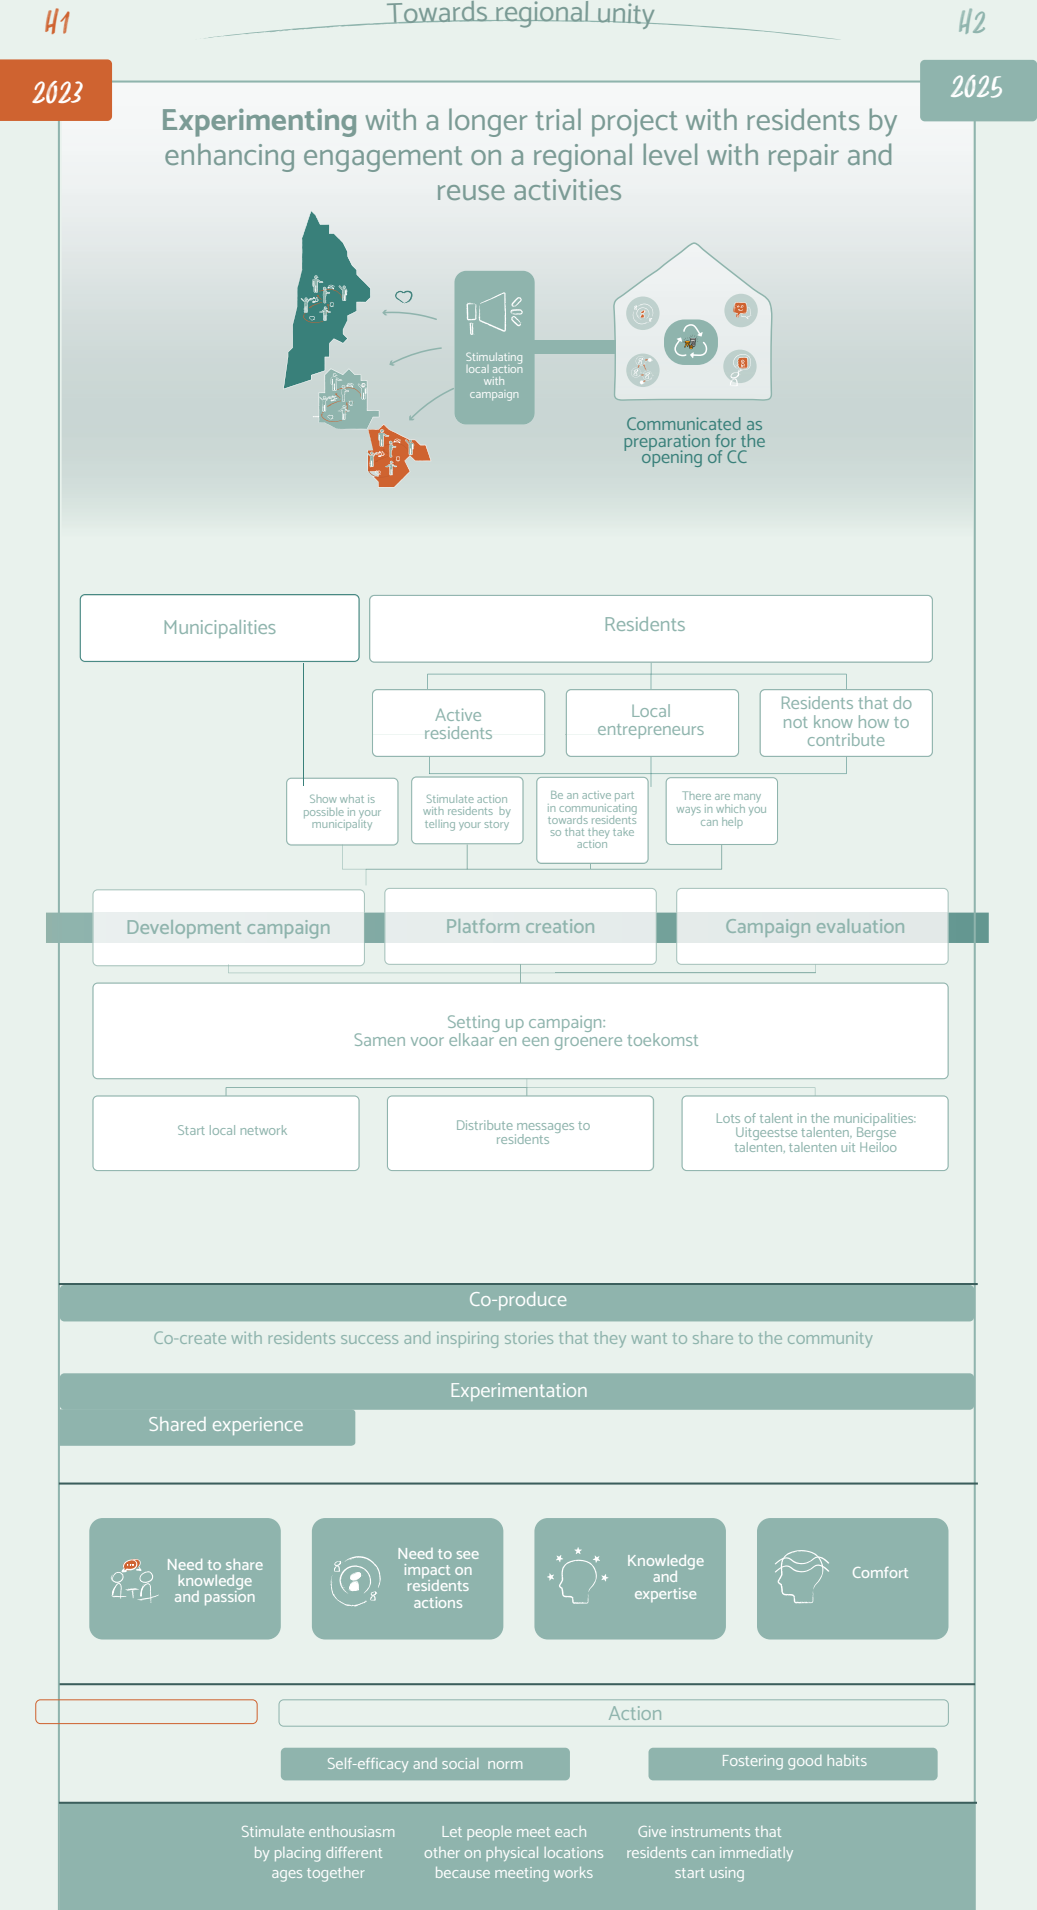 H1
Towards regional unity
H2
2023
2025
Experimenting with a longer trial project with residents by
enhancing engagement on a regional level with repair and
reuse activities
Stimulating
local action
with
campaign
Communicated as
preparation for the
opening of CC
Municipalities
Residents
Active
residents
Local
entrepreneurs
Residents that do
not know how to
contribute
Show what is
possible in your
municipality
Stimulate action
with residents by
telling your story
Be an active part
in communicating
towards residents
so that they take
action
There are many
ways in which you
can help
Development campaign
Platform creation
Campaign evaluation
Setting up campaign:
Samen voor elkaar en een groenere toekomst
Start local network
Distribute messages to
residents
Lots of talent in the municipalities:
Uitgeestse talenten, Bergse
talenten, talenten uit Heiloo
Co-produce
Co-create with residents success and inspiring stories that they want to share to the community
Experimentation
Shared experience
Need to share
knowledge
and passion
Need to see
impact on
residents
actions
Knowledge
and
expertise
Comfort
Action
Self-efficacy and social norm
Fostering good habits
Stimulate enthousiasm
by placing different
ages together
Let people meet each
other on physical locations
because meeting works
Give instruments that
residents can immediatly
start using